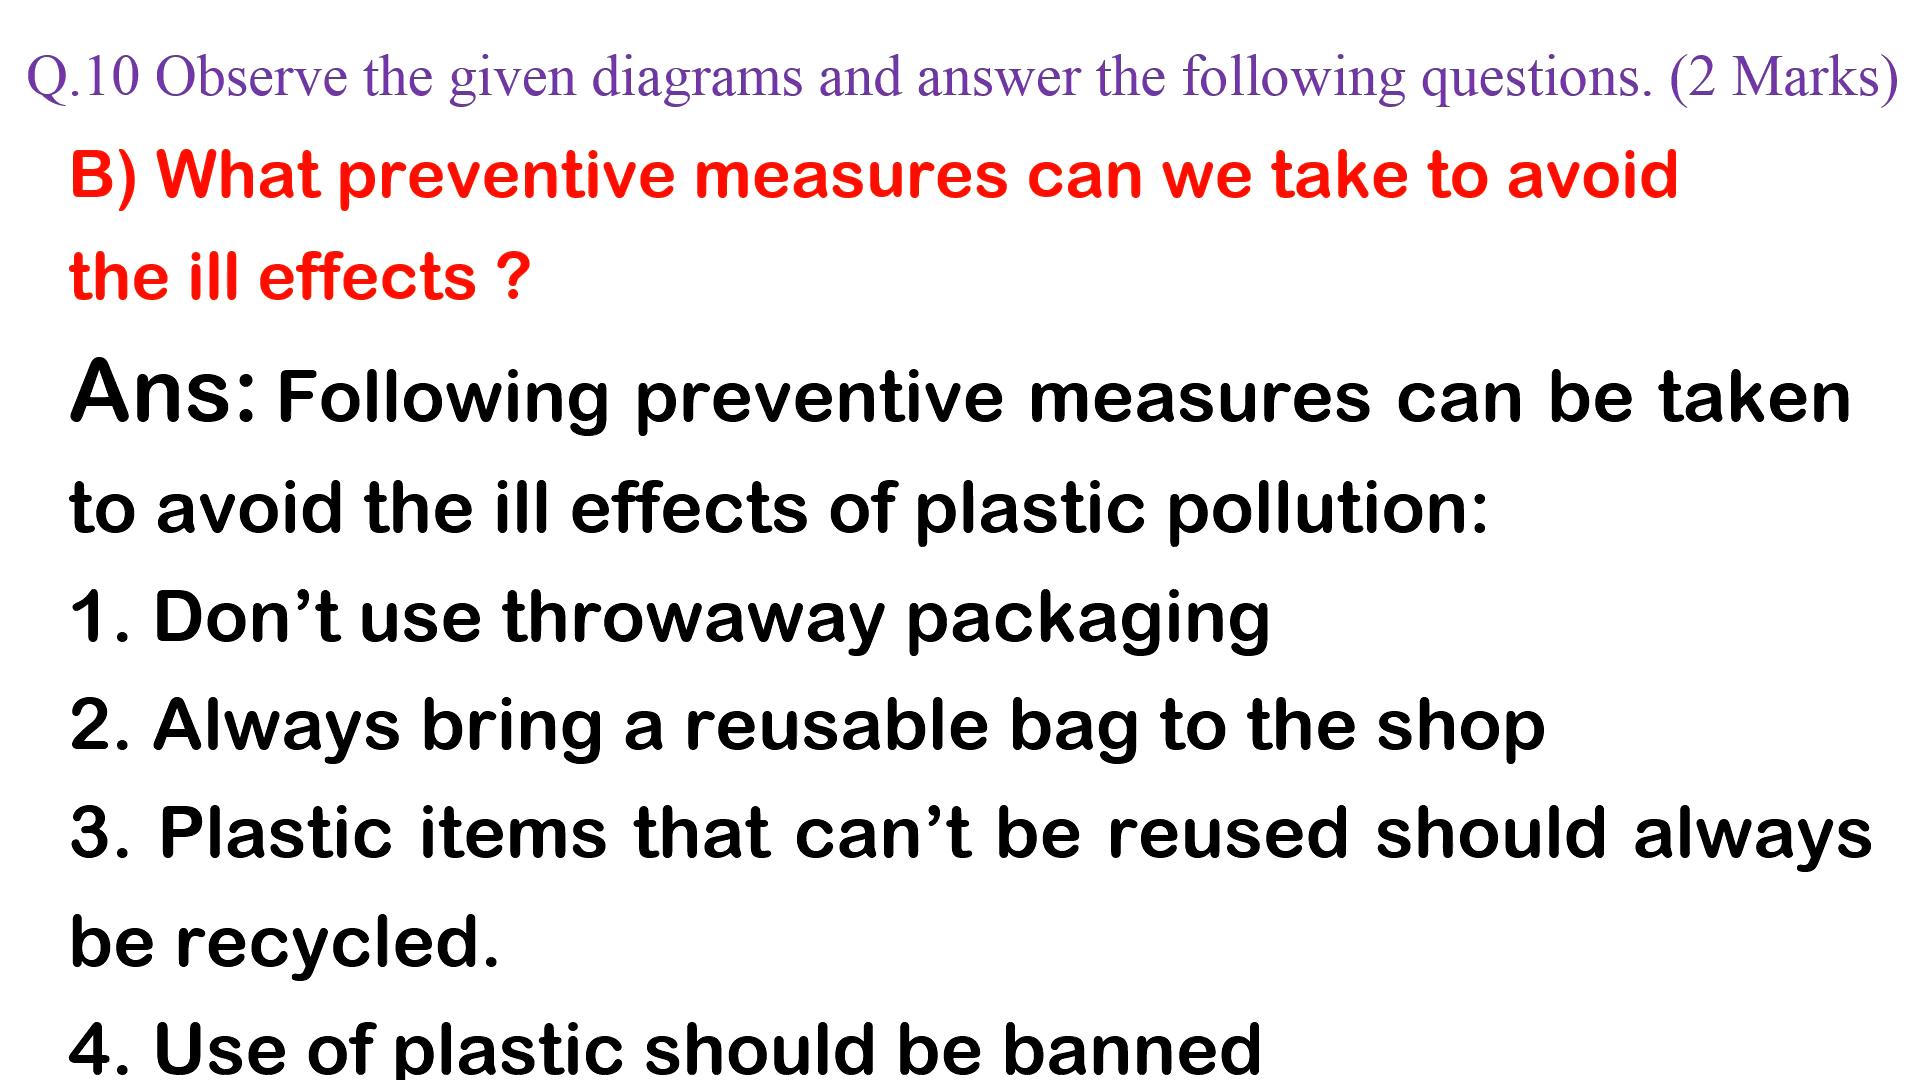 Q.10 Observe the given diagrams and answer the following questions. (2 Marks)
B) What preventive measures can we take to avoid
the ill effects ?
Ans: Following preventive measures can be taken
to avoid the ill effects of plastic pollution:
1. Don’t use throwaway packaging
2. Always bring a reusable bag to the shop
3. Plastic items that can’t be reused should always
be recycled.
4. Use of plastic should be banned